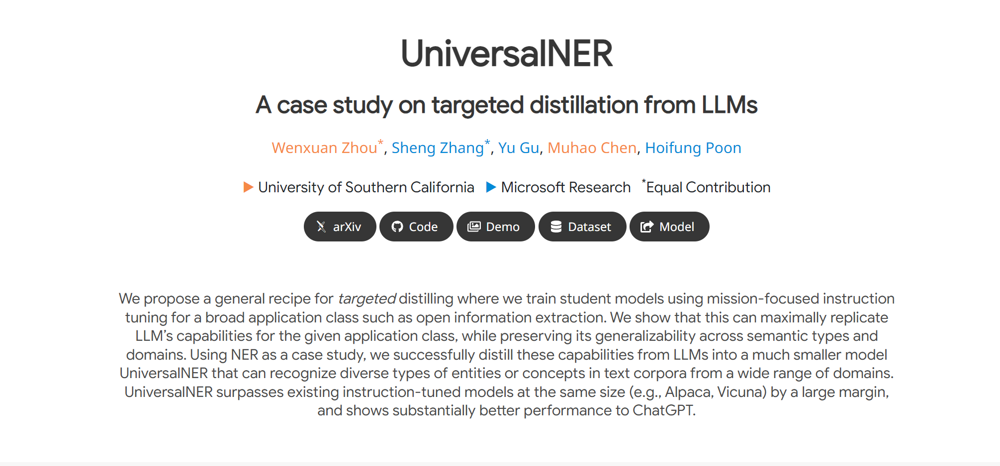 UniversalNER
A case study on targeted distillation from LLMs
Wenxuan Zhou*, Sheng Zhang*, Yu Gu, Muhao Chen, Hoifung Poon
University of Southern California Microsoft Research *Equal Contribution
arXiv Code Demo Dataset Model
We propose a general recipe for targeted distilling where we train student models using mission-focused instruction
tuning for a broad application class such as open information extraction. We show that this can maximally replicate
LLM’s capabilities for the given application class, while preserving its generalizability across semantic types and
domains. Using NER as a case study, we successfully distill these capabilities from LLMs into a much smaller model
UniversalNER that can recognize diverse types of entities or concepts in text corpora from a wide range of domains.
UniversalNER surpasses existing instruction-tuned models at the same size (e.g., Alpaca, Vicuna) by a large margin,
and shows substantially better performance to ChatGPT.